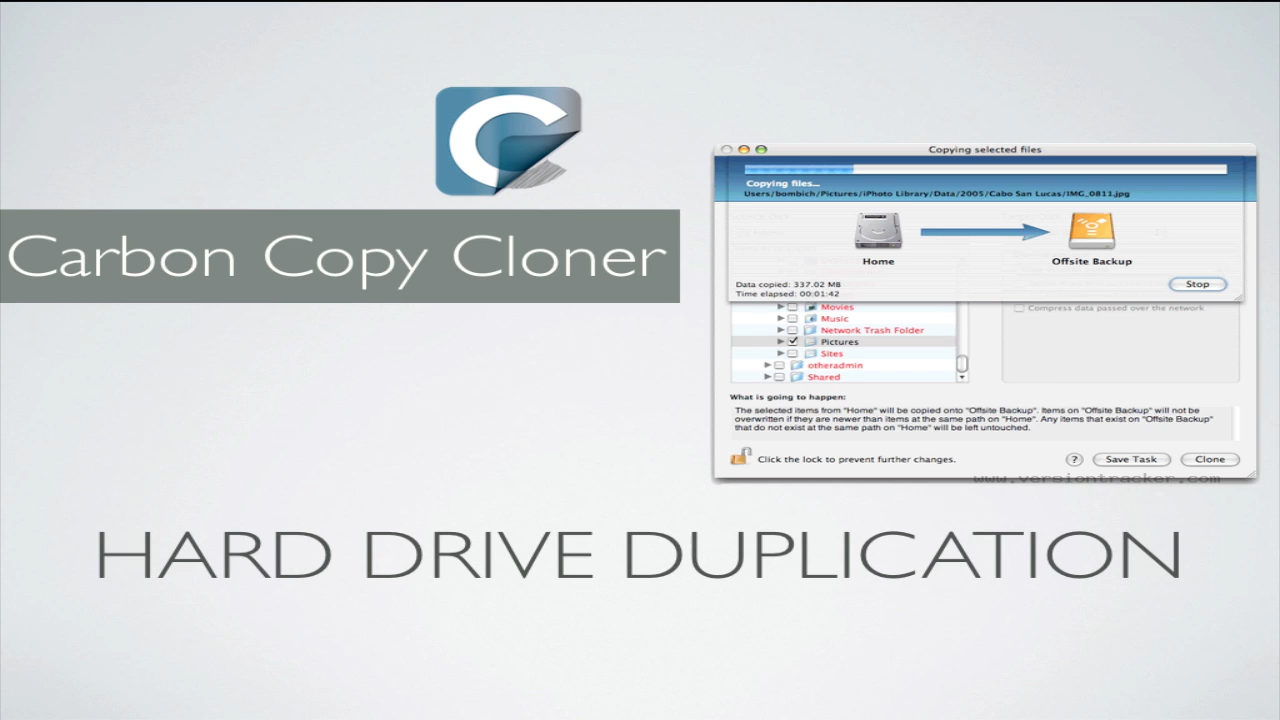 Carbon Copy Cloner
Copying selected files
Copying files...
Users/bombich/Pictures/iPhoto Library/Data/2005/Cabo San Lucas/IMG_0811.jpg
Home
Offsite Backup
Data copied: 337.02 MB
Time elapsed: 00:01:42
Stop
Movies
Compress data passed over the network
Music
Network Trash Folder
Pictures
Sites
otheradmin
Shared
What is going to happen:
The selected items from "Home" will be copied onto "Offsite Backup". Items on "Offsite Backup" will not be
overwritten if they are newer than items at the same path on "Home". Any items that exist on "Offsite Backup"
that do not exist at the same path on "Home" will be left untouched.
Click the lock to prevent further changes.
?
Save Task
Clone
www.versiontracker.com
HARD DRIVE DUPLICATION